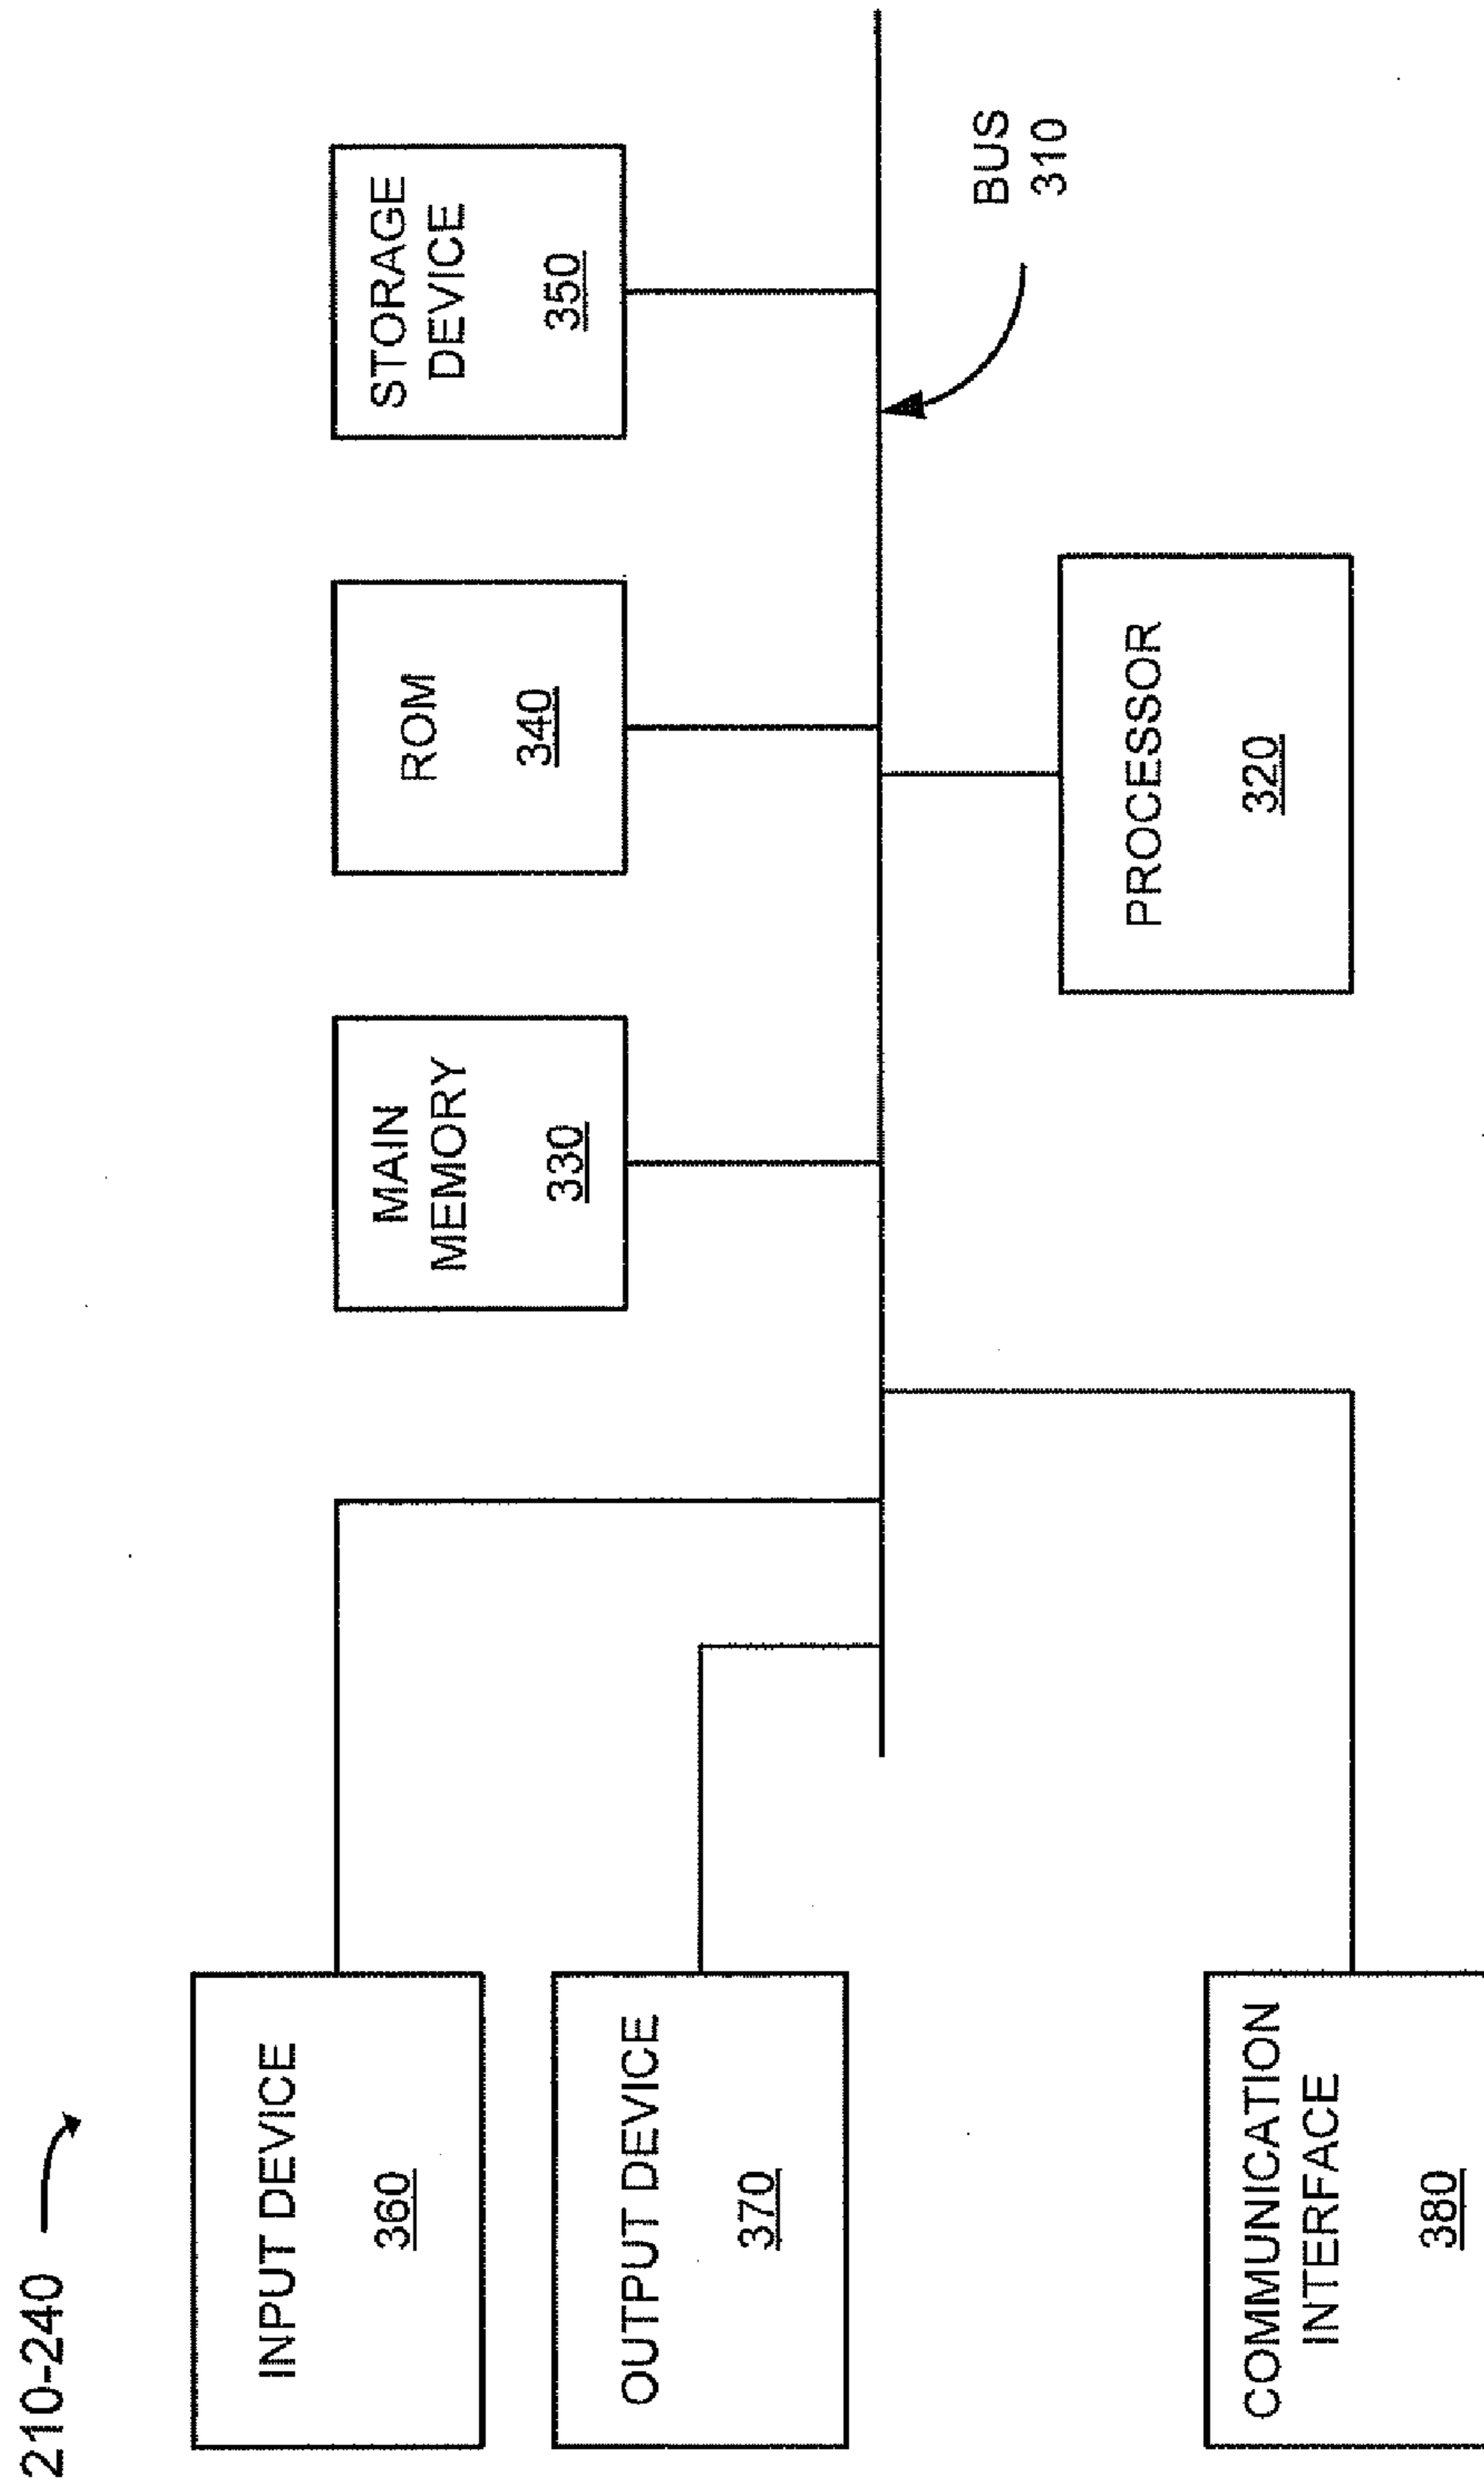 210-240
INPUT DEVICE
360
OUTPUT DEVICE
370
COMMUNICATION
INTERFACE
380
MAIN
MEMORY
330
ROM
340
STORAGE
DEVICE
350
PROCESSOR
320
BUS
310